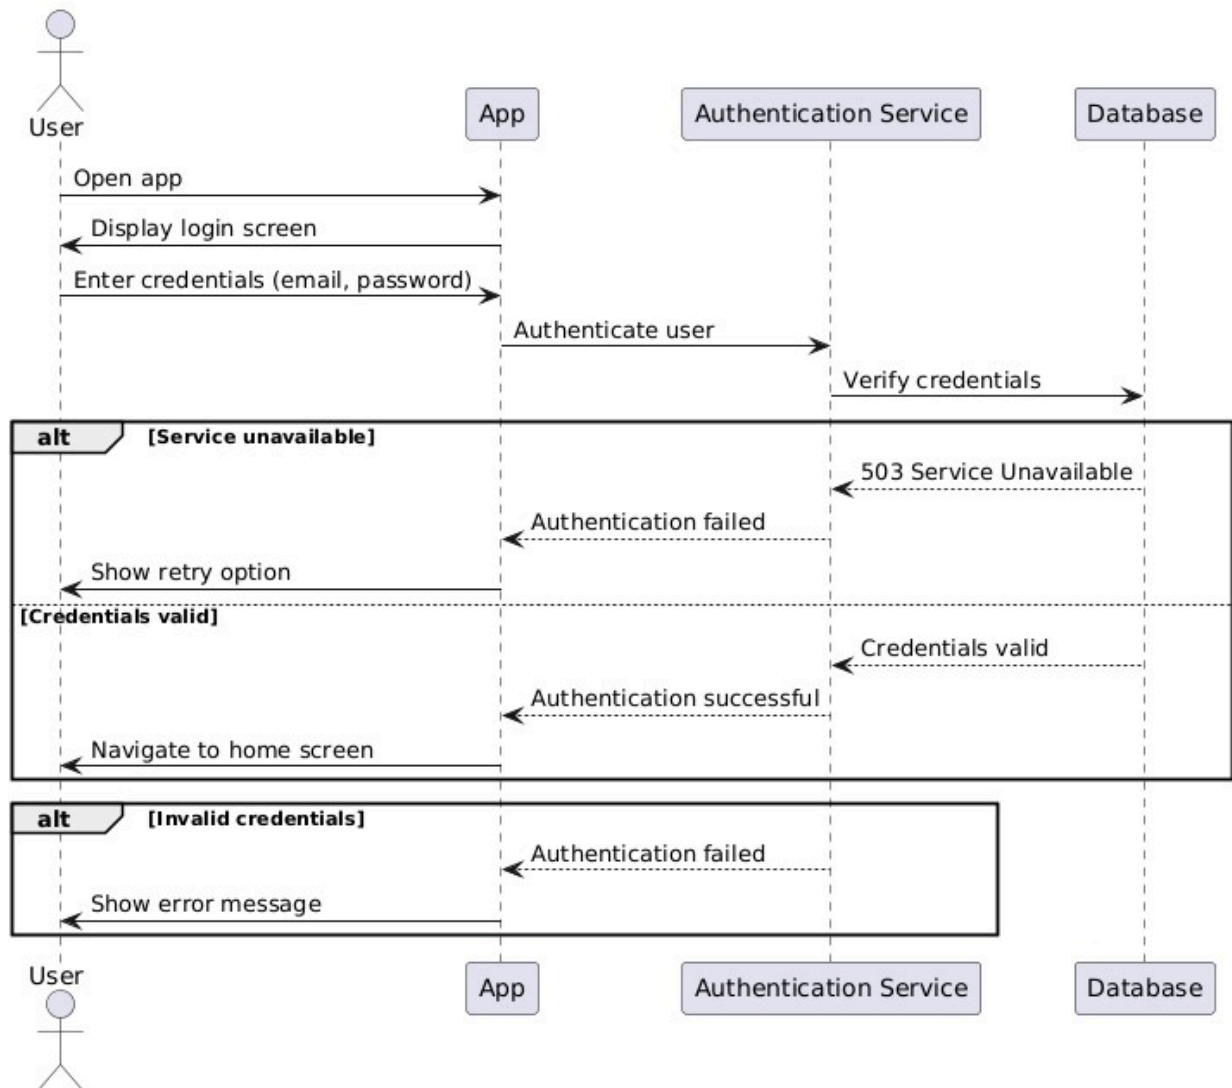 User
App
Authentication Service
Database
Open app
Display login screen
Enter credentials (email, password)
Authenticate user
Verify credentials
alt [Service unavailable]
503 Service Unavailable
Authentication failed
Show retry option
[Credentials valid]
Credentials valid
Authentication successful
Navigate to home screen
alt [Invalid credentials]
Authentication failed
Show error message
User
App
Authentication Service
Database